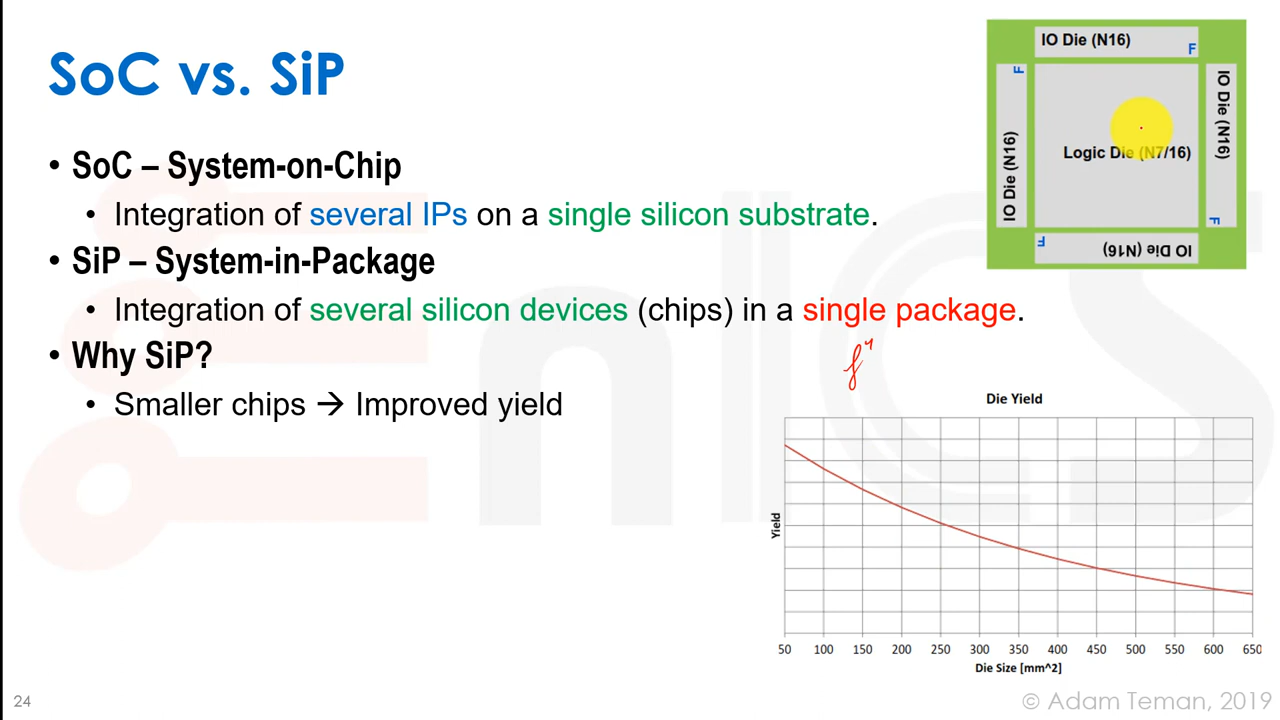 SoC vs. SiP
• SoC – System-on-Chip
• Integration of several IPs on a single silicon substrate.
• SiP – System-in-Package
• Integration of several silicon devices (chips) in a single package.
• Why SiP?
• Smaller chips → Improved yield
IO Die (N16)
F
F
IO Die (N16)
Logic Die (N7/16)
IO Die (N16)
F
F
IO Die (N16)
f⁴
Die Yield
Yield
50 100 150 200 250 300 350 400 450 500 550 600 650
Die Size [mm^2]
enICS
24
© Adam Teman, 2019